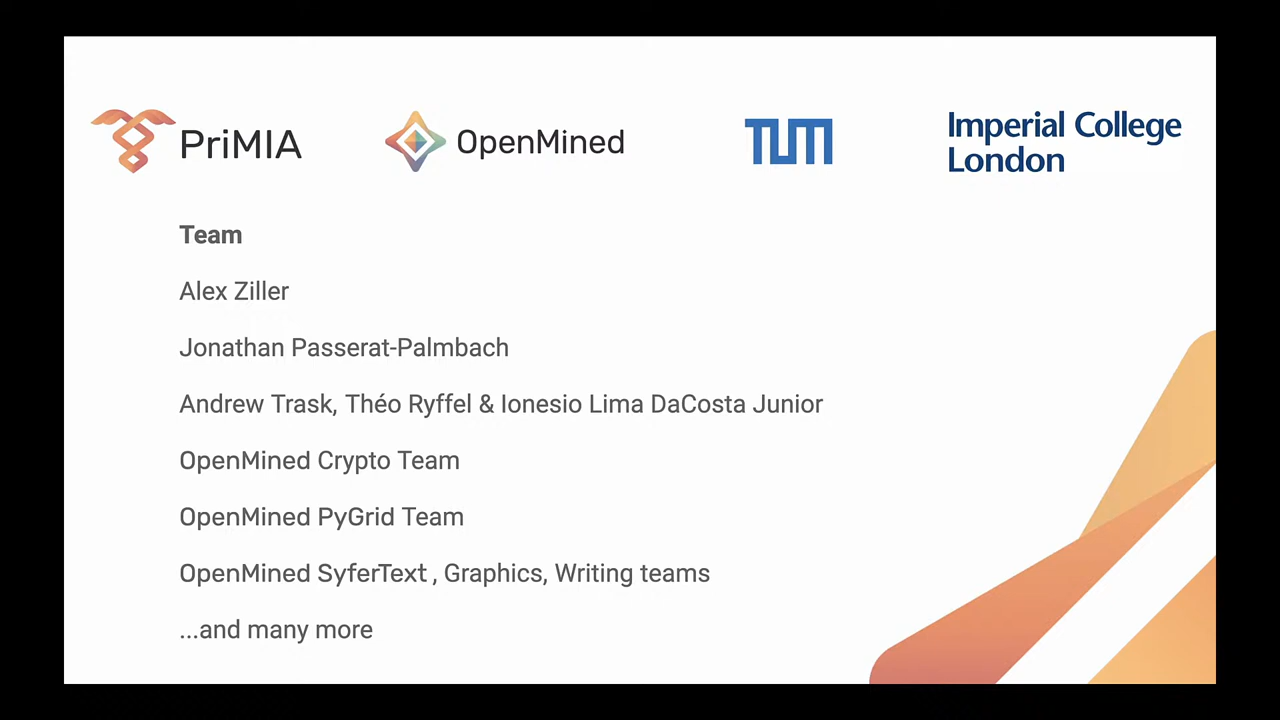 PriMIA
OpenMined
TUM
Imperial College
London
Team
Alex Ziller
Jonathan Passerat-Palmbach
Andrew Trask, Théo Ryffel & Ionesio Lima DaCosta Junior
OpenMined Crypto Team
OpenMined PyGrid Team
OpenMined SyferText , Graphics, Writing teams
...and many more